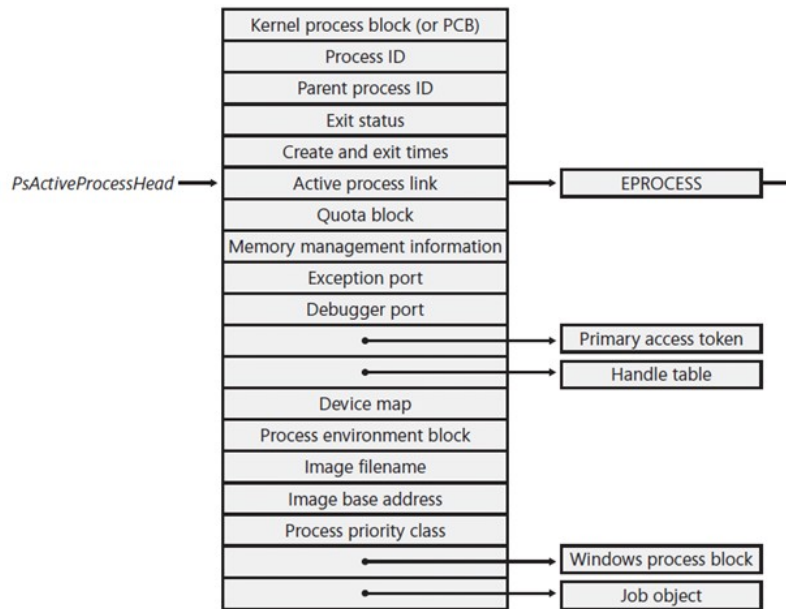 Kernel process block (or PCB)
Process ID
Parent process ID
Exit status
Create and exit times
PsActiveProcessHead
Active process link
EPROCESS
Quota block
Memory management information
Exception port
Debugger port
Primary access token
Handle table
Device map
Process environment block
Image filename
Image base address
Process priority class
Windows process block
Job object